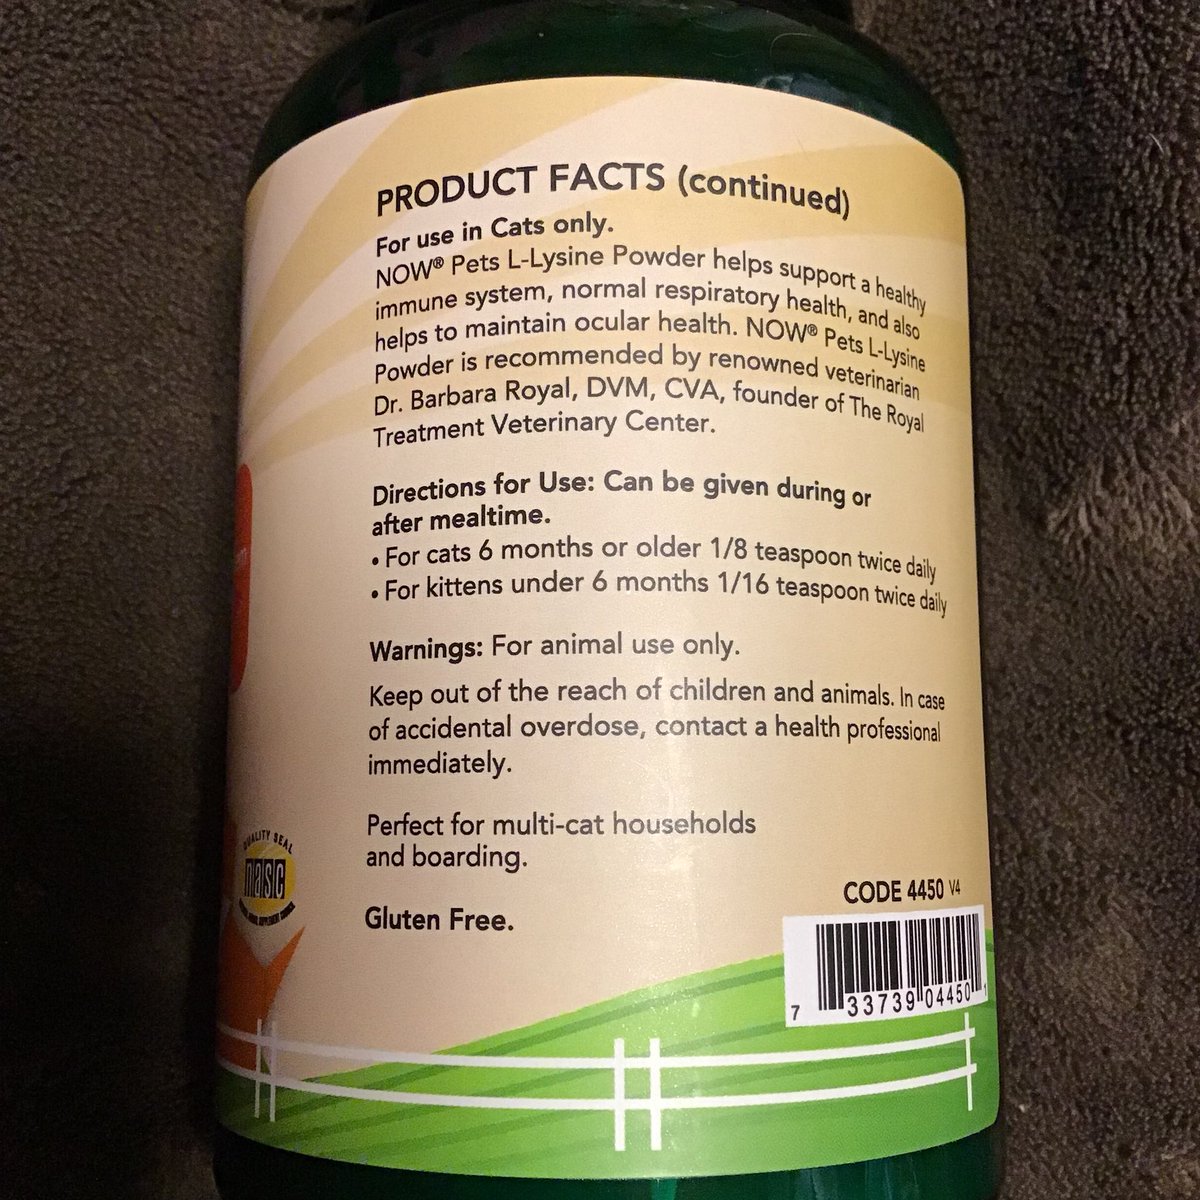 PRODUCT FACTS (continued)
For use in Cats only.
NOW® Pets L-Lysine Powder helps support a healthy
immune system, normal respiratory health, and also
helps to maintain ocular health. NOW® Pets L-Lysine
Powder is recommended by renowned veterinarian
Dr. Barbara Royal, DVM, CVA, founder of The Royal
Treatment Veterinary Center.
Directions for Use: Can be given during or
after mealtime.
• For cats 6 months or older 1/8 teaspoon twice daily
• For kittens under 6 months 1/16 teaspoon twice daily
Warnings: For animal use only.
Keep out of the reach of children and animals. In case
of accidental overdose, contact a health professional
immediately.
Perfect for multi-cat households
and boarding.
QUALITY SEAL
nasc
Gluten Free.
CODE 4450 V4
7 33739 04450 1